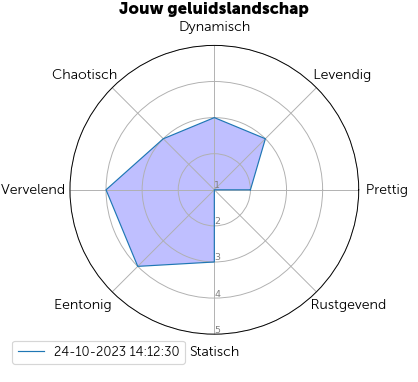 Jouw geluidslandschap
Dynamisch
Chaotisch
Levendig
Vervelend
1
Prettig
2
3
4
Eentonig
Rustgevend
5
24-10-2023 14:12:30
Statisch